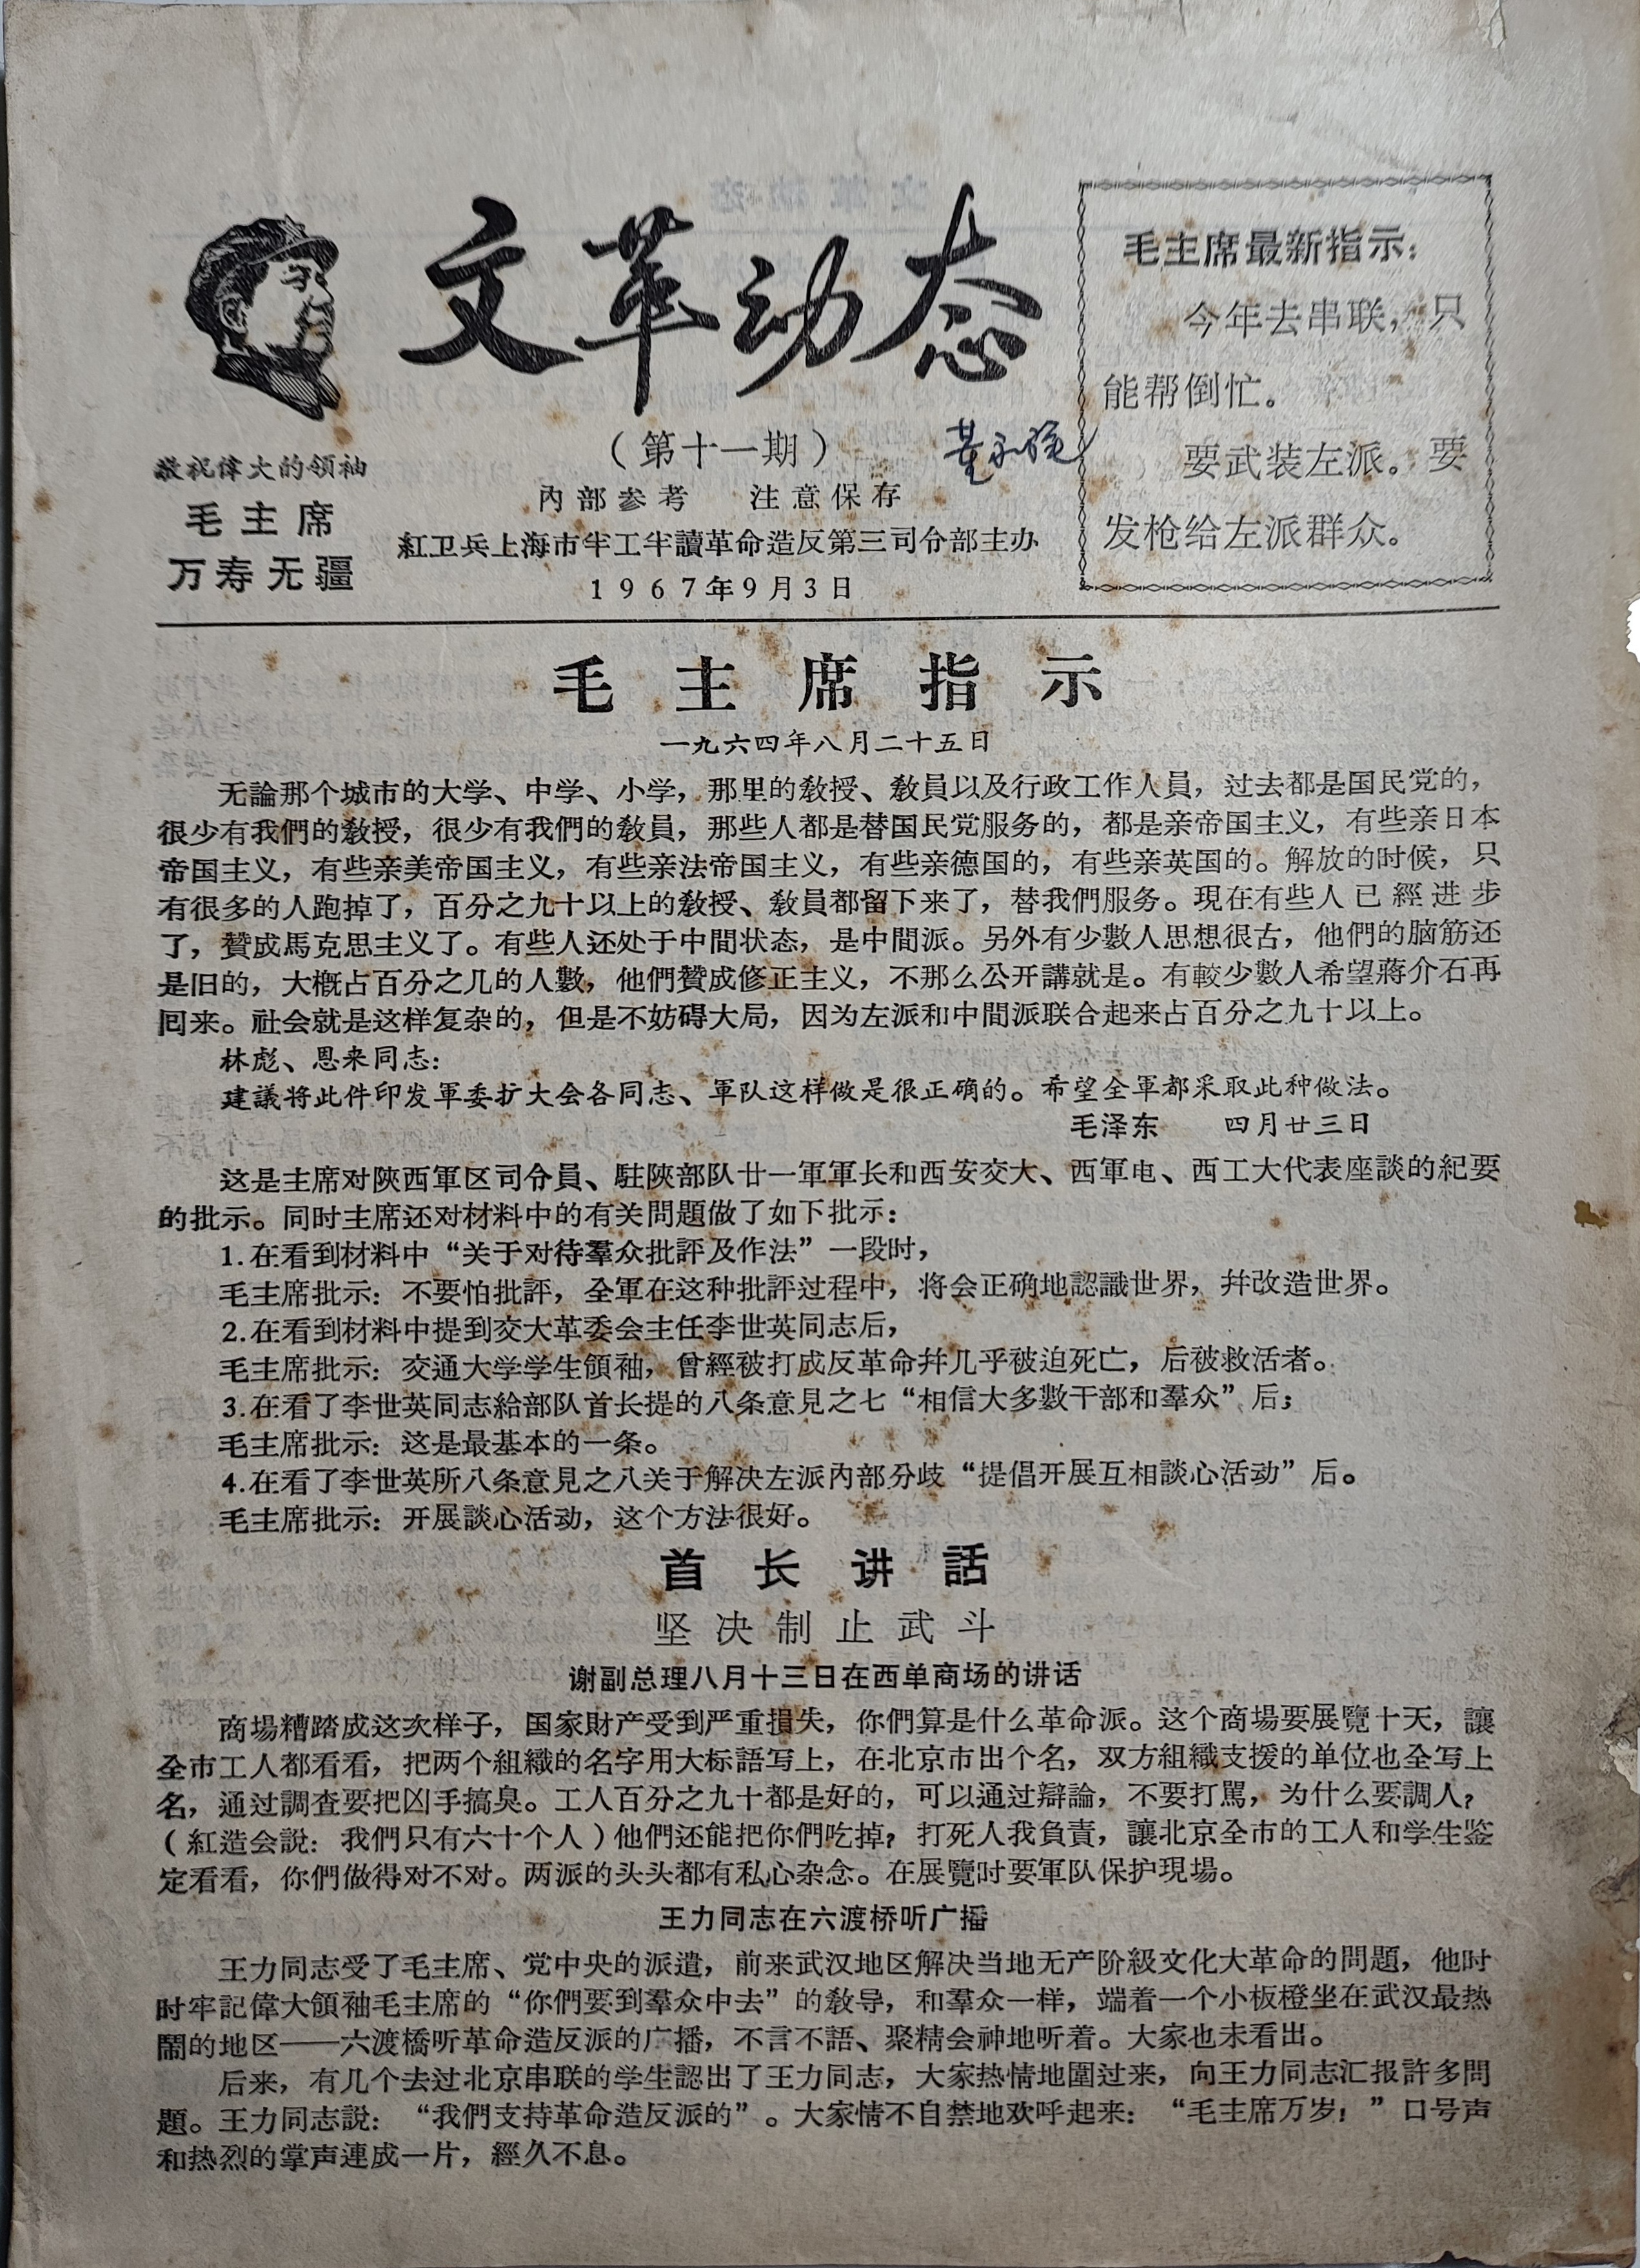 文革动态
（第十一期）
內部参考　注意保存
紅卫兵上海市半工半讀革命造反第三司令部主办
1967年9月3日
敬祝偉大的領袖
毛主席
万寿无疆
毛主席最新指示：
今年去串联，只
能帮倒忙。
要武装左派。要
发枪给左派群众。
毛主席指示
一九六四年八月二十五日
无論那个城市的大学、中学、小学，那里的教授、教員以及行政工作人員，过去都是国民党的，
很少有我們的教授，很少有我們的教員，那些人都是替国民党服务的，都是亲帝国主义，有些亲日本
帝国主义，有些亲美帝国主义，有些亲法帝国主义，有些亲德国的，有些亲英国的。解放的时候，只
有很多的人跑掉了，百分之九十以上的教授、教員都留下来了，替我們服务。現在有些人已經进步
了，贊成馬克思主义了。有些人还处于中間状态，是中間派。另外有少數人思想很古，他們的脑筋还
是旧的，大概占百分之几的人數，他們贊成修正主义，不那么公开講就是。有較少數人希望蔣介石再
囘来。社会就是这样复杂的，但是不妨碍大局，因为左派和中間派联合起来占百分之九十以上。
林彪、恩来同志：
建議将此件印发軍委扩大会各同志、軍队这样做是很正确的。希望全軍都采取此种做法。
毛泽东　　四月廿三日
这是主席对陝西軍区司令員、駐陝部队廿一軍軍长和西安交大、西軍电、西工大代表座談的紀要
的批示。同时主席还对材料中的有关問題做了如下批示：
1.在看到材料中“关于对待羣众批評及作法”一段时，
毛主席批示：不要怕批評，全軍在这种批評过程中，将会正确地認識世界，幷改造世界。
2.在看到材料中提到交大革委会主任李世英同志后，
毛主席批示：交通大学学生領袖，曾經被打成反革命幷几乎被迫死亡，后被救活者。
3.在看了李世英同志給部队首长提的八条意見之七“相信大多數干部和羣众”后；
毛主席批示：这是最基本的一条。
4.在看了李世英所八条意見之八关于解决左派內部分歧“提倡开展互相談心活动”后。
毛主席批示：开展談心活动，这个方法很好。
首长讲話
坚决制止武斗
谢副总理八月十三日在西单商场的讲话
商場糟踏成这次样子，国家財产受到严重損失，你們算是什么革命派。这个商場要展覽十天，讓
全市工人都看看，把两个組織的名字用大标語写上，在北京市出个名，双方組織支援的单位也全写上
名，通过調查要把凶手搞臭。工人百分之九十都是好的，可以通过辯論，不要打罵，为什么要調人？
（紅造会説：我們只有六十个人）他們还能把你們吃掉？打死人我負責，讓北京全市的工人和学生鉴
定看看，你們做得对不对。两派的头头都有私心杂念。在展覽时要軍队保护現場。
王力同志在六渡桥听广播
王力同志受了毛主席、党中央的派遣，前来武汉地区解决当地无产阶級文化大革命的問題，他时
时牢記偉大領袖毛主席的“你們要到羣众中去”的教导，和羣众一样，端着一个小板橙坐在武汉最热
鬧的地区——六渡橋听革命造反派的广播，不言不語、聚精会神地听着。大家也未看出。
后来，有几个去过北京串联的学生認出了王力同志，大家热情地圍过来，向王力同志汇报許多問
題。王力同志説：“我們支持革命造反派的”。大家情不自禁地欢呼起来：“毛主席万岁！”口号声
和热烈的掌声連成一片，經久不息。